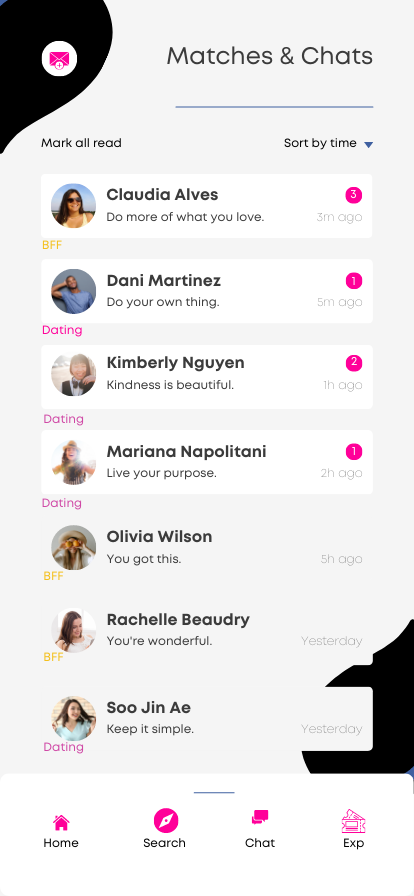 Matches & Chats
Mark all read
Sort by time
Claudia Alves
3
Do more of what you love.
3m ago
BFF
Dani Martinez
1
Do your own thing.
5m ago
Dating
Kimberly Nguyen
2
Kindness is beautiful.
1h ago
Dating
Mariana Napolitani
1
Live your purpose.
2h ago
Dating
Olivia Wilson
You got this.
5h ago
BFF
Rachelle Beaudry
You're wonderful.
Yesterday
BFF
Soo Jin Ae
Keep it simple.
Yesterday
Dating
Home
Search
Chat
Exp